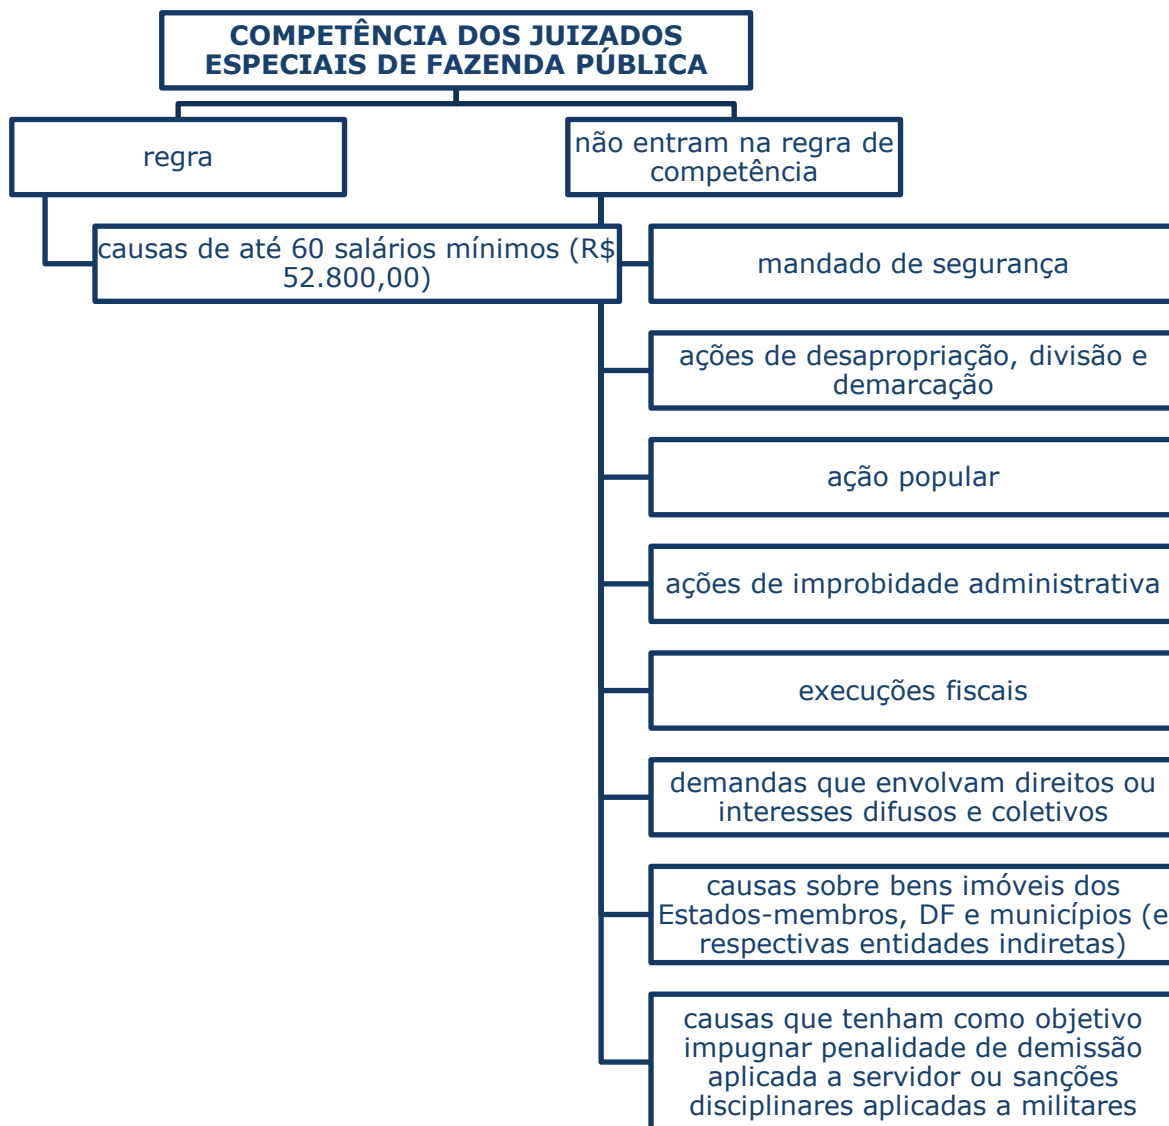 COMPETÊNCIA DOS JUIZADOS
ESPECIAIS DE FAZENDA PÚBLICA
regra
não entram na regra de
competência
causas de até 60 salários mínimos (R$
52.800,00)
mandado de segurança
ações de desapropriação, divisão e
demarcação
ação popular
ações de improbidade administrativa
execuções fiscais
demandas que envolvam direitos ou
interesses difusos e coletivos
causas sobre bens imóveis dos
Estados-membros, DF e municípios (e
respectivas entidades indiretas)
causas que tenham como objetivo
impugnar penalidade de demissão
aplicada a servidor ou sanções
disciplinares aplicadas a militares